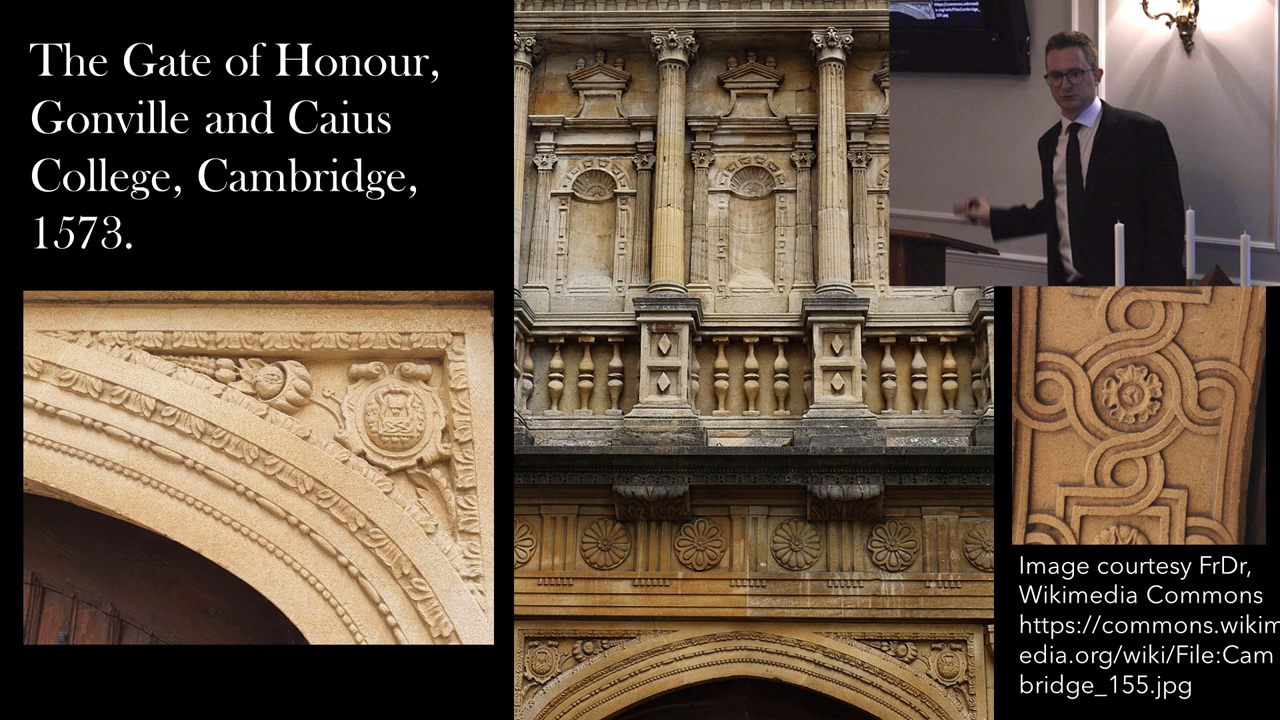 The Gate of Honour,
Gonville and Caius
College, Cambridge,
1573.
Image courtesy FrDr,
Wikimedia Commons
https://commons.wikim
edia.org/wiki/File:Cam
bridge_155.jpg